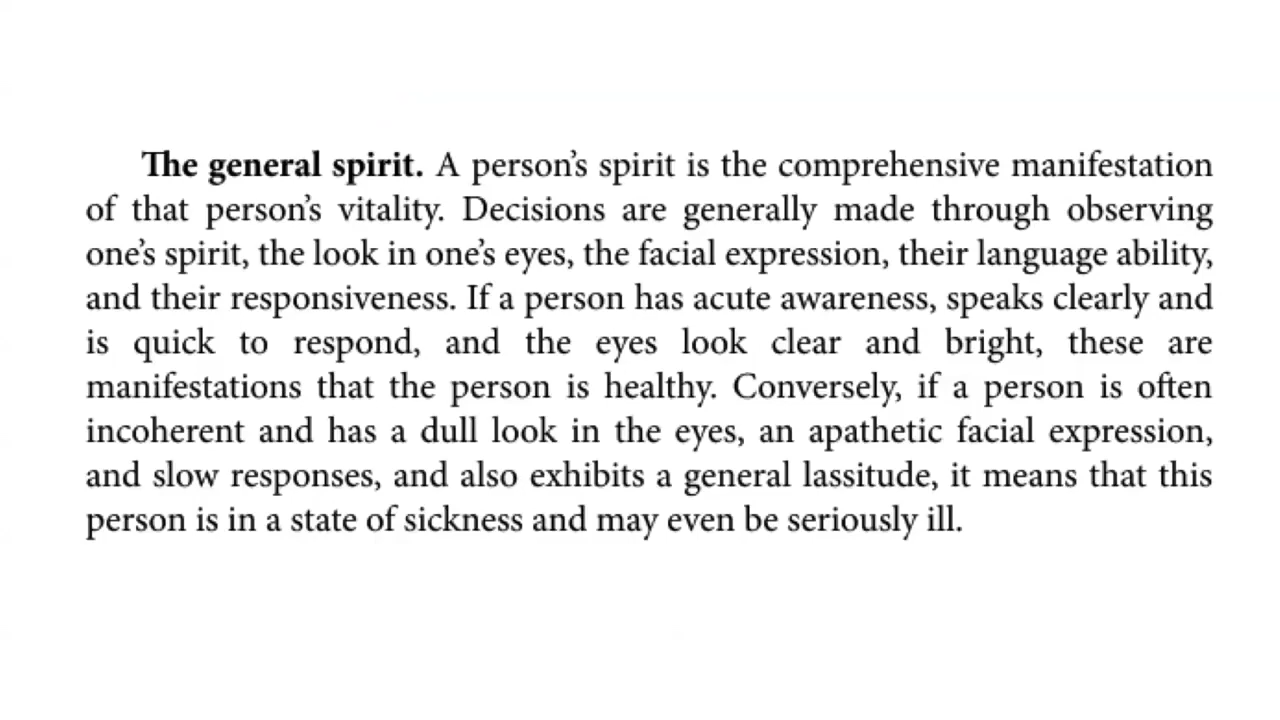 The general spirit. A person’s spirit is the comprehensive manifestation
of that person’s vitality. Decisions are generally made through observing
one’s spirit, the look in one’s eyes, the facial expression, their language ability,
and their responsiveness. If a person has acute awareness, speaks clearly and
is quick to respond, and the eyes look clear and bright, these are
manifestations that the person is healthy. Conversely, if a person is often
incoherent and has a dull look in the eyes, an apathetic facial expression,
and slow responses, and also exhibits a general lassitude, it means that this
person is in a state of sickness and may even be seriously ill.